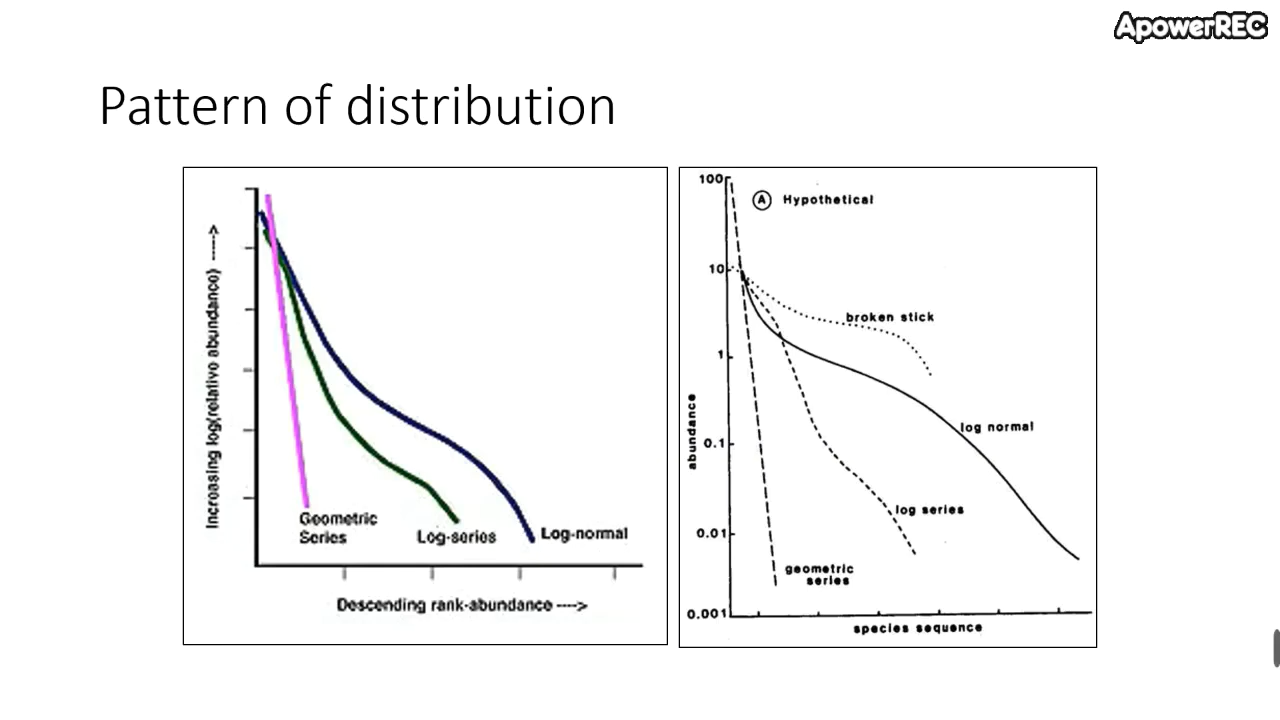 ApowerREC
Pattern of distribution
Increasing log(relative abundance) ---->
Geometric
Series
Log-series
Log-normal
Descending rank-abundance ---->
100
A Hypothetical
10
broken stick
1
abundance
log normal
0.1
log series
0.01
geometric
series
0.001
species sequence